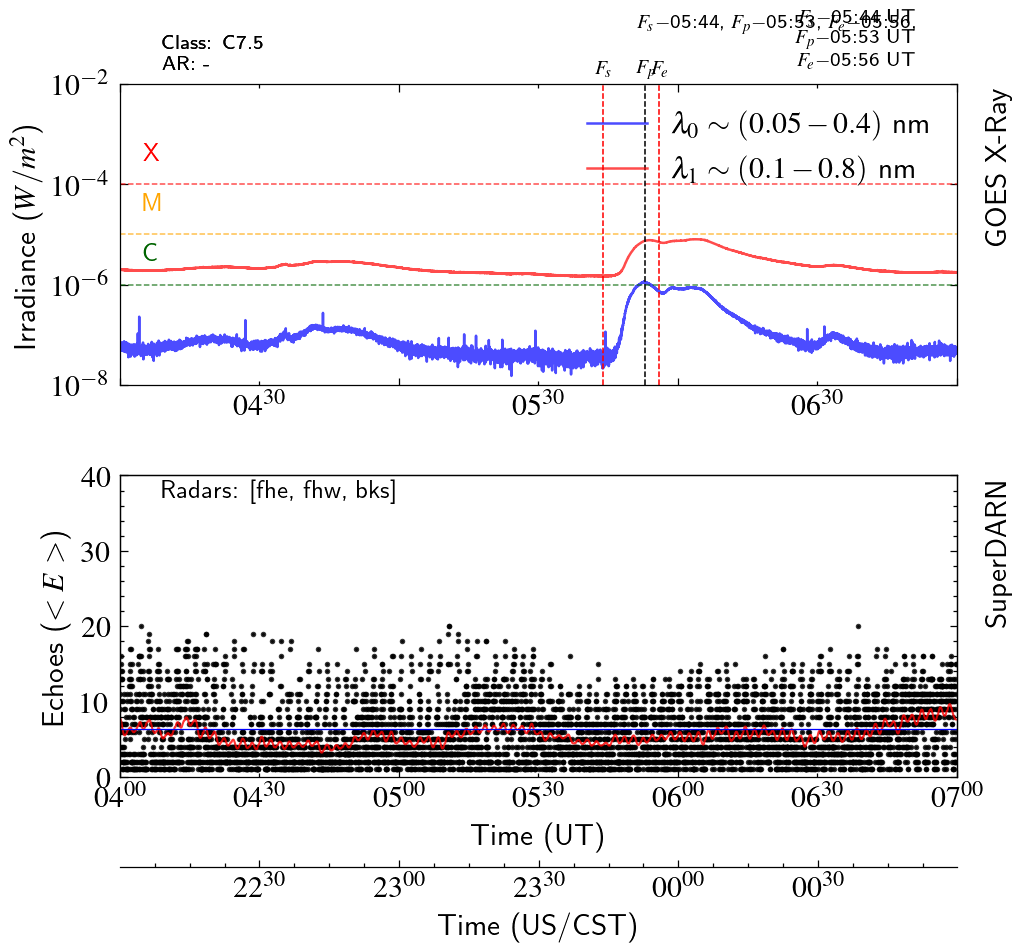 F_s−05:44, F_p−05:53, F_e−05:56,
F_s−05:44 UT
Class: C7.5
F_p−05:53 UT
AR: -
F_e−05:56 UT
F_s F_p F_e
10^−2
λ_0 ∼ (0.05 − 0.4) nm
X
λ_1 ∼ (0.1 − 0.8) nm
10^−4
M
C
10^−6
10^−8
Irradiance (W/m^2)
GOES X-Ray
04^30 05^30 06^30
40
Radars: [fhe, fhw, bks]
30
20
10
0
Echoes (< E >)
SuperDARN
04^00 04^30 05^00 05^30 06^00 06^30 07^00
Time (UT)
22^30 23^00 23^30 00^00 00^30
Time (US/CST)